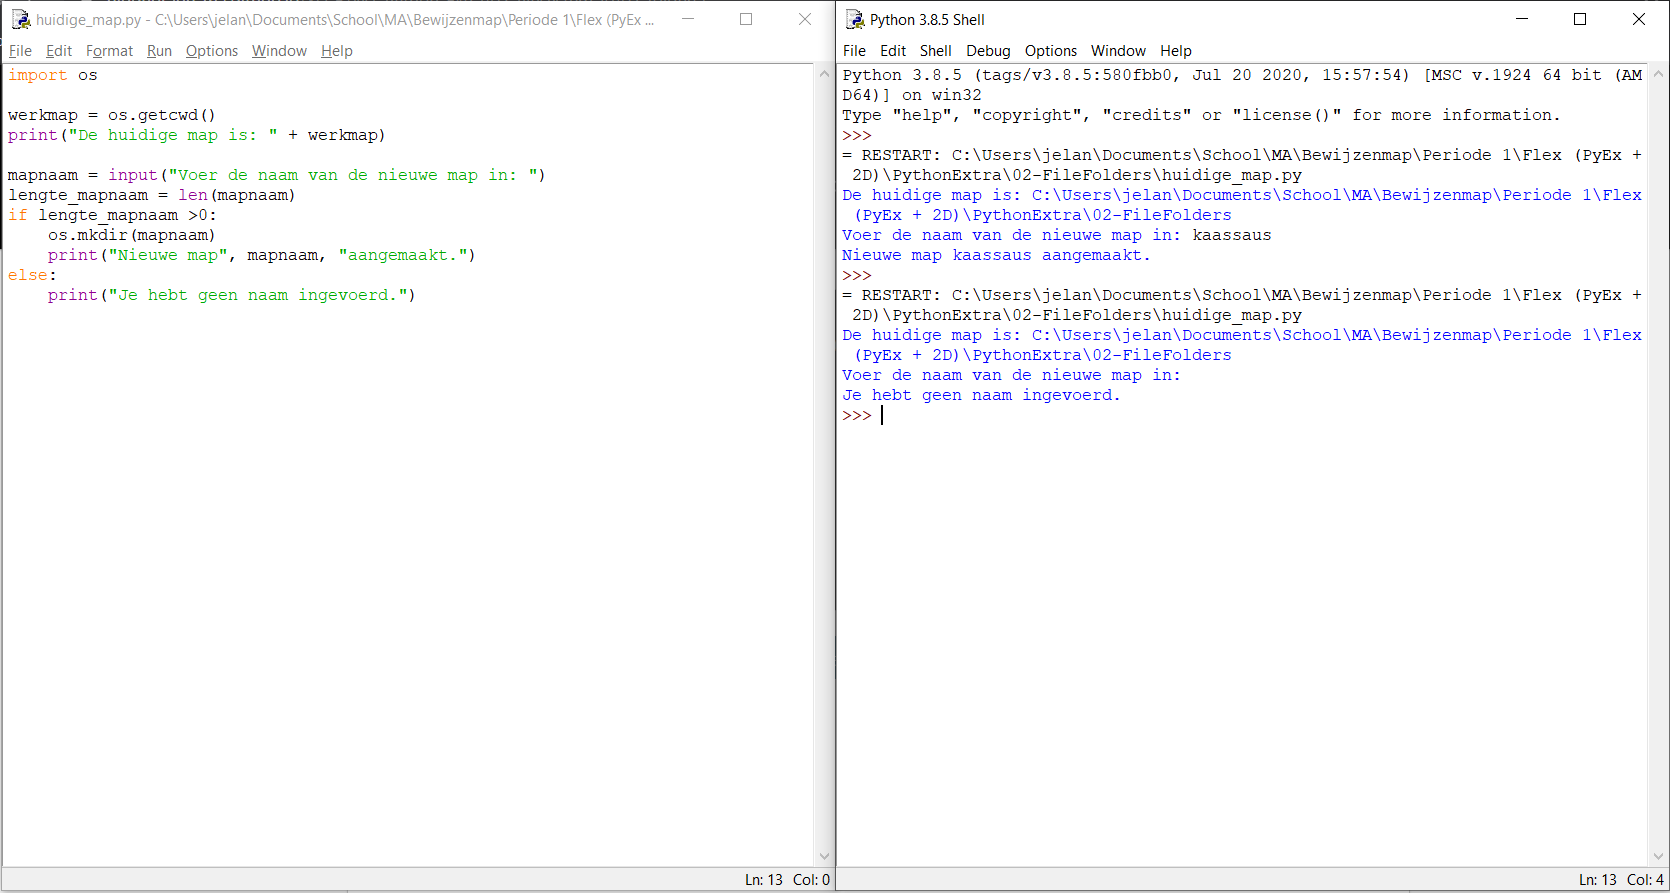 huidige_map.py - C:\Users\jelan\Documents\School\MA\Bewijzenmap\Periode 1\Flex (PyEx ...
File Edit Format Run Options Window Help
import os
werkmap = os.getcwd()
print("De huidige map is: " + werkmap)
mapnaam = input("Voer de naam van de nieuwe map in: ")
lengte_mapnaam = len(mapnaam)
if lengte_mapnaam >0:
    os.mkdir(mapnaam)
    print("Nieuwe map", mapnaam, "aangemaakt.")
else:
    print("Je hebt geen naam ingevoerd.")
Ln: 13 Col: 0
Python 3.8.5 Shell
File Edit Shell Debug Options Window Help
Python 3.8.5 (tags/v3.8.5:580fbb0, Jul 20 2020, 15:57:54) [MSC v.1924 64 bit (AM
D64)] on win32
Type "help", "copyright", "credits" or "license()" for more information.
>>>
= RESTART: C:\Users\jelan\Documents\School\MA\Bewijzenmap\Periode 1\Flex (PyEx +
 2D)\PythonExtra\02-FileFolders\huidige_map.py
De huidige map is: C:\Users\jelan\Documents\School\MA\Bewijzenmap\Periode 1\Flex
 (PyEx + 2D)\PythonExtra\02-FileFolders
Voer de naam van de nieuwe map in: kaassaus
Nieuwe map kaassaus aangemaakt.
>>>
= RESTART: C:\Users\jelan\Documents\School\MA\Bewijzenmap\Periode 1\Flex (PyEx +
 2D)\PythonExtra\02-FileFolders\huidige_map.py
De huidige map is: C:\Users\jelan\Documents\School\MA\Bewijzenmap\Periode 1\Flex
 (PyEx + 2D)\PythonExtra\02-FileFolders
Voer de naam van de nieuwe map in:
Je hebt geen naam ingevoerd.
>>>
Ln: 13 Col: 4